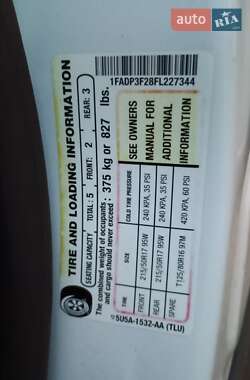 auto RIA .com
1FADP3F28FL227344
TIRE AND LOADING INFORMATION
SEATING CAPACITY TOTAL: 5 FRONT: 2 REAR: 3
The combined weight of occupants and cargo should never exceed: 375 kg or 827 lbs.
TIRE SIZE COLD TIRE PRESSURE
FRONT 215/50R17 95W 240 KPA, 35 PSI
REAR 215/50R17 95W 240 KPA, 35 PSI
SPARE T125/80R16 97M 420 KPA, 60 PSI
SEE OWNERS
MANUAL FOR
ADDITIONAL
INFORMATION
5U5A-1532-AA (TLU)